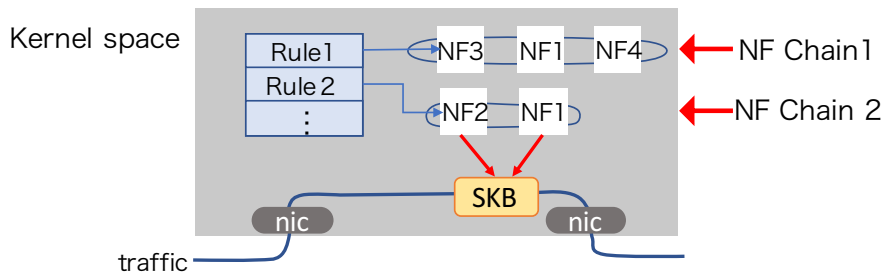 Kernel space
Rule1
Rule 2
⋮
NF3
NF1
NF4
NF Chain1
NF2
NF1
NF Chain 2
SKB
nic
nic
traffic